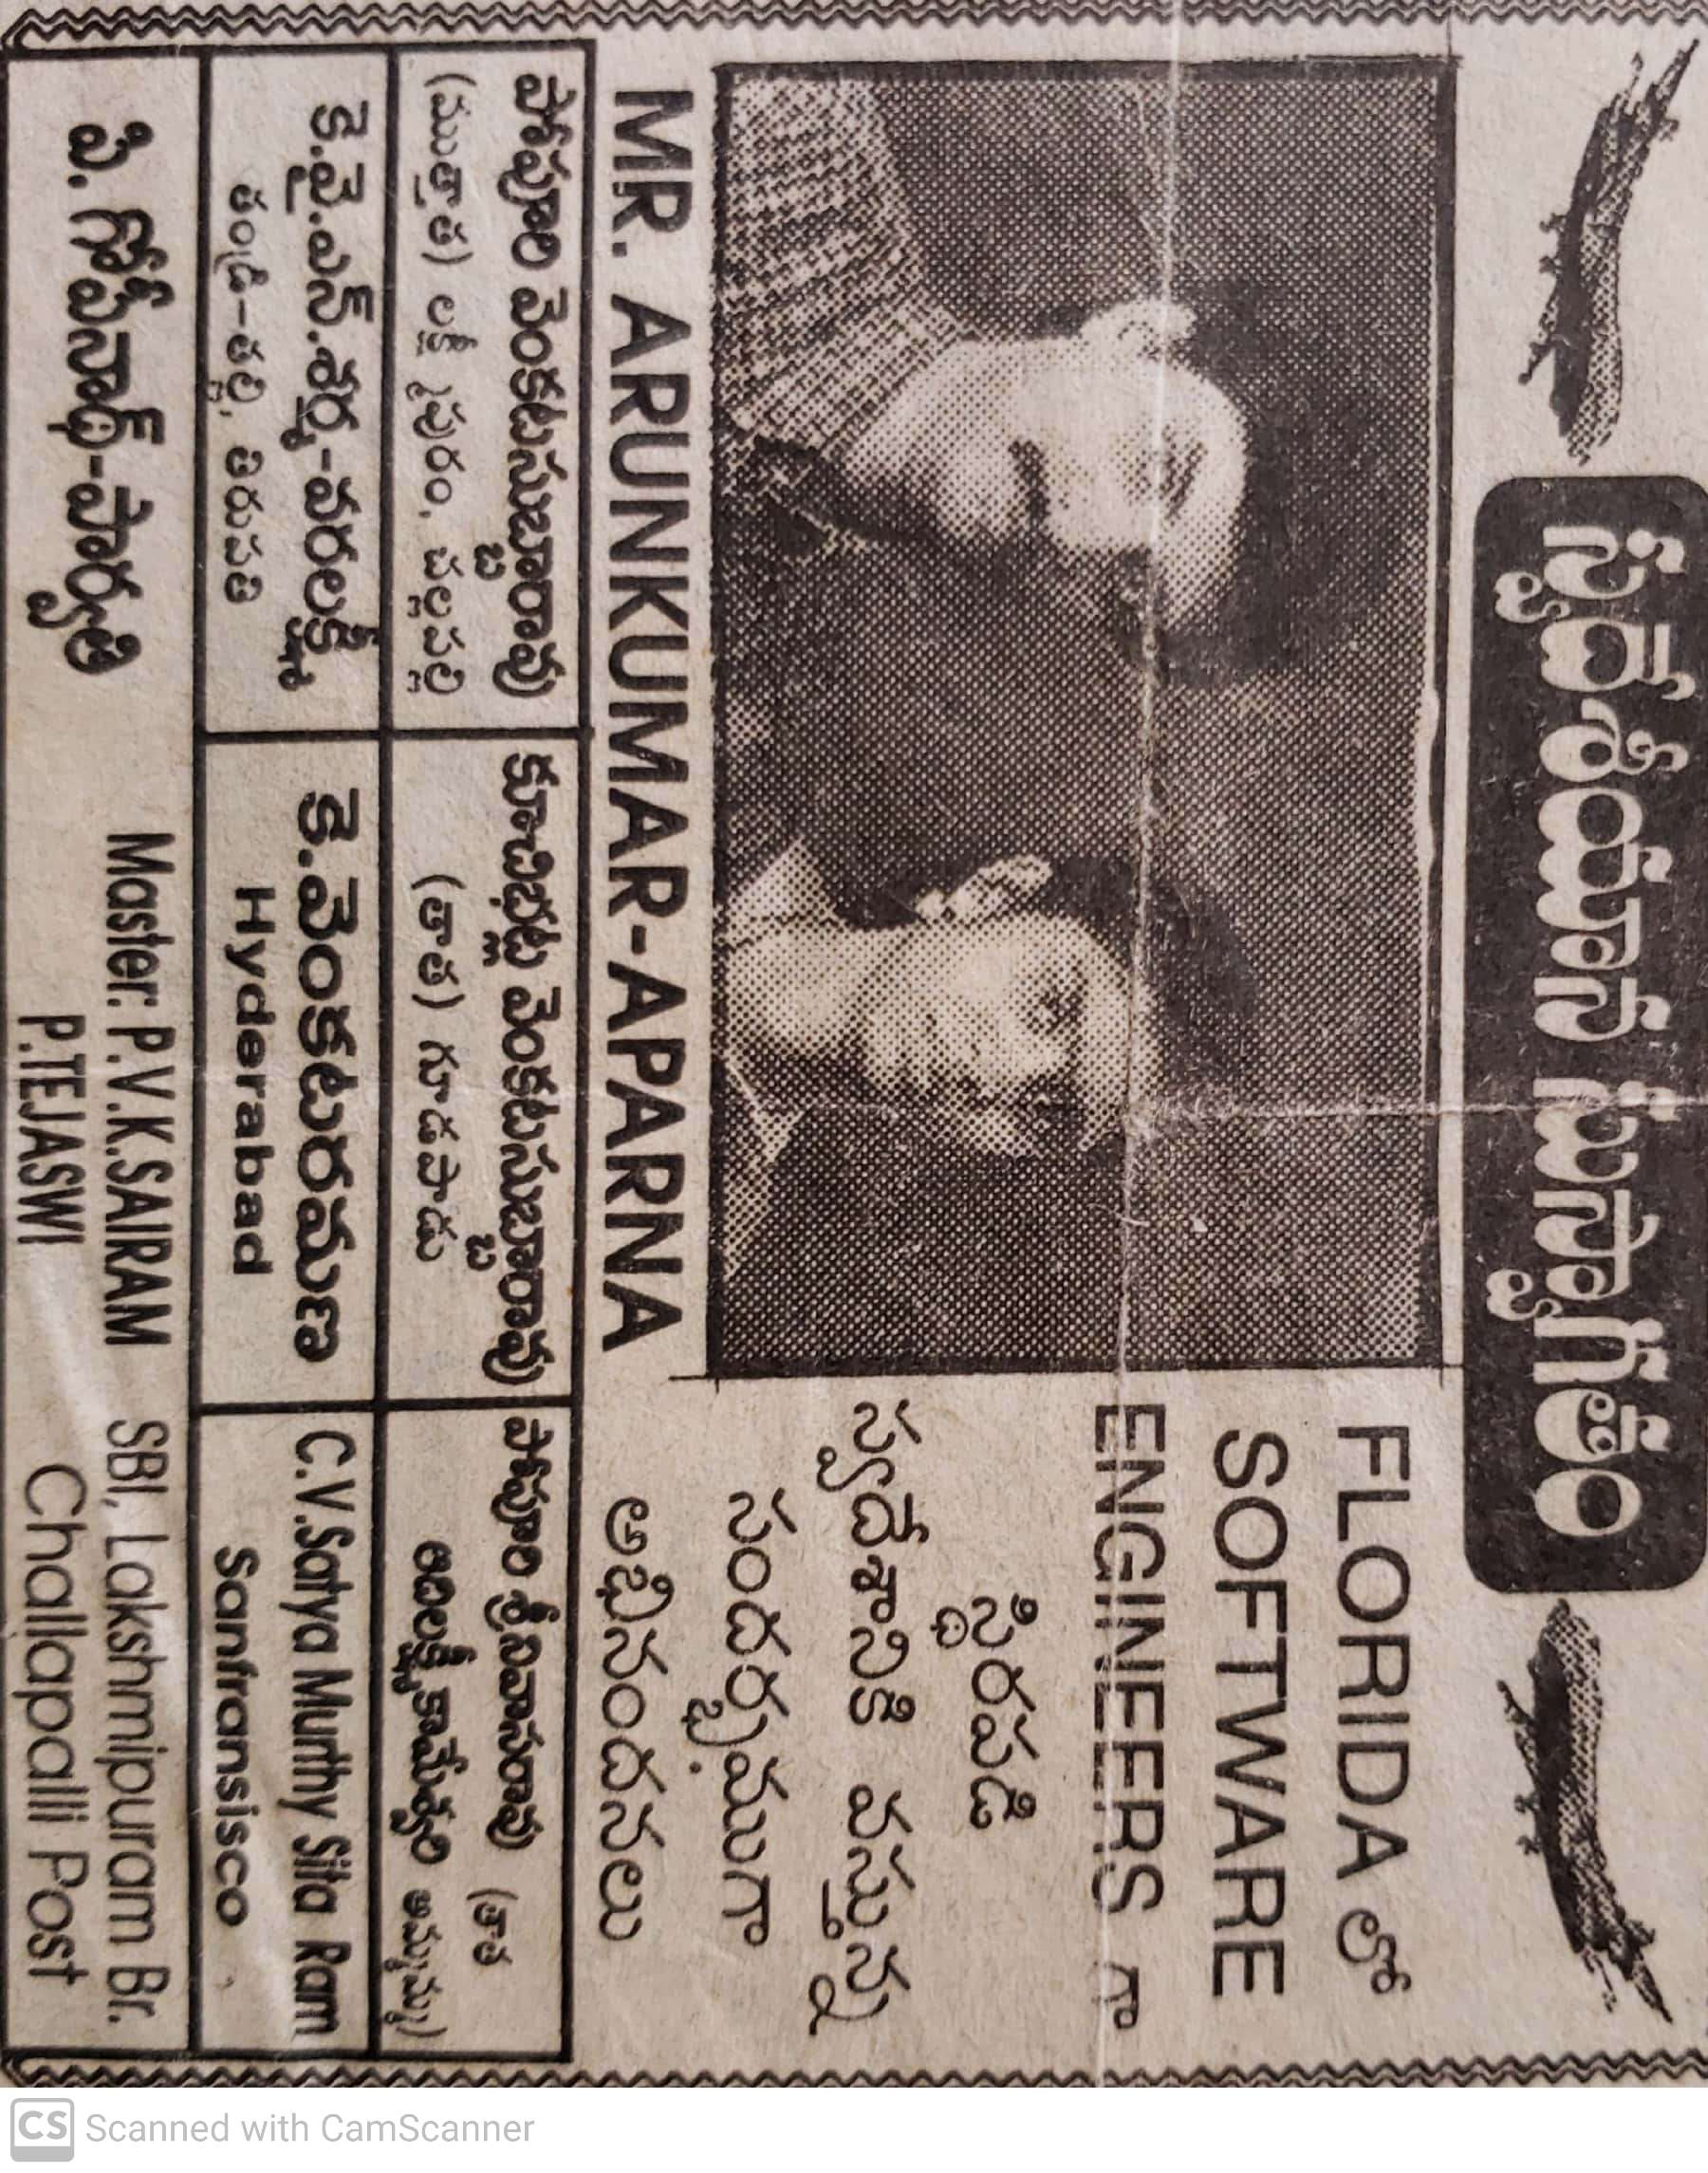 స్వదేశీయాన సుస్వాగతం
FLORIDA లో
SOFTWARE
ENGINEERS గా
స్థిరపడి
స్వదేశానికి వస్తున్న
సందర్భముగా
అభినందనలు
MR. ARUNKUMAR-APARNA
పోపూరి వెంకటసుబ్బారావు
(ముత్తాత) లక్ష్మీపురం, చల్లపల్లి
కూచిభట్ల వెంకటసుబ్బారావు
(తాత) గూడపాడు
పోపూరి శ్రీనివాసరావు (తాత
ఆదిలక్ష్మీకామేశ్వరి అమ్మమ్మ)
కె.వై.ఎన్.శర్మ-వరలక్ష్మీ
తండ్రి-తల్లి, తిరుపతి
కె.వెంకటరమణ
Hyderabad
C.V.Satya Murthy Sita Ram
Sanfransisco
పి. గోపీనాథ్-పార్వతి
Master: P.V.K.SAIRAM
P.TEJASWI
SBI, Lakshmipuram Br.
Challapalli Post
CS Scanned with CamScanner